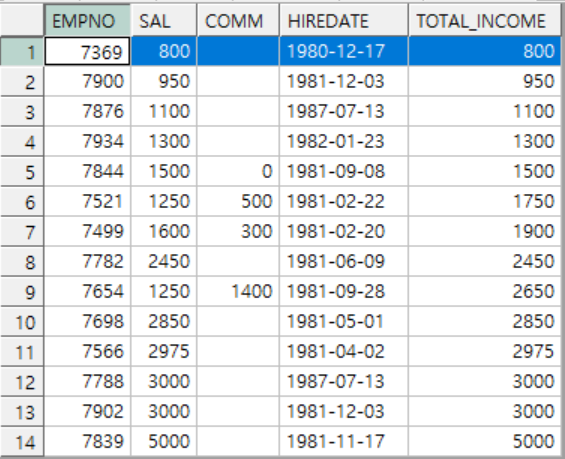 EMPNO SAL COMM HIREDATE TOTAL_INCOME
1 7369 800 1980-12-17 800
2 7900 950 1981-12-03 950
3 7876 1100 1987-07-13 1100
4 7934 1300 1982-01-23 1300
5 7844 1500 0 1981-09-08 1500
6 7521 1250 500 1981-02-22 1750
7 7499 1600 300 1981-02-20 1900
8 7782 2450 1981-06-09 2450
9 7654 1250 1400 1981-09-28 2650
10 7698 2850 1981-05-01 2850
11 7566 2975 1981-04-02 2975
12 7788 3000 1987-07-13 3000
13 7902 3000 1981-12-03 3000
14 7839 5000 1981-11-17 5000